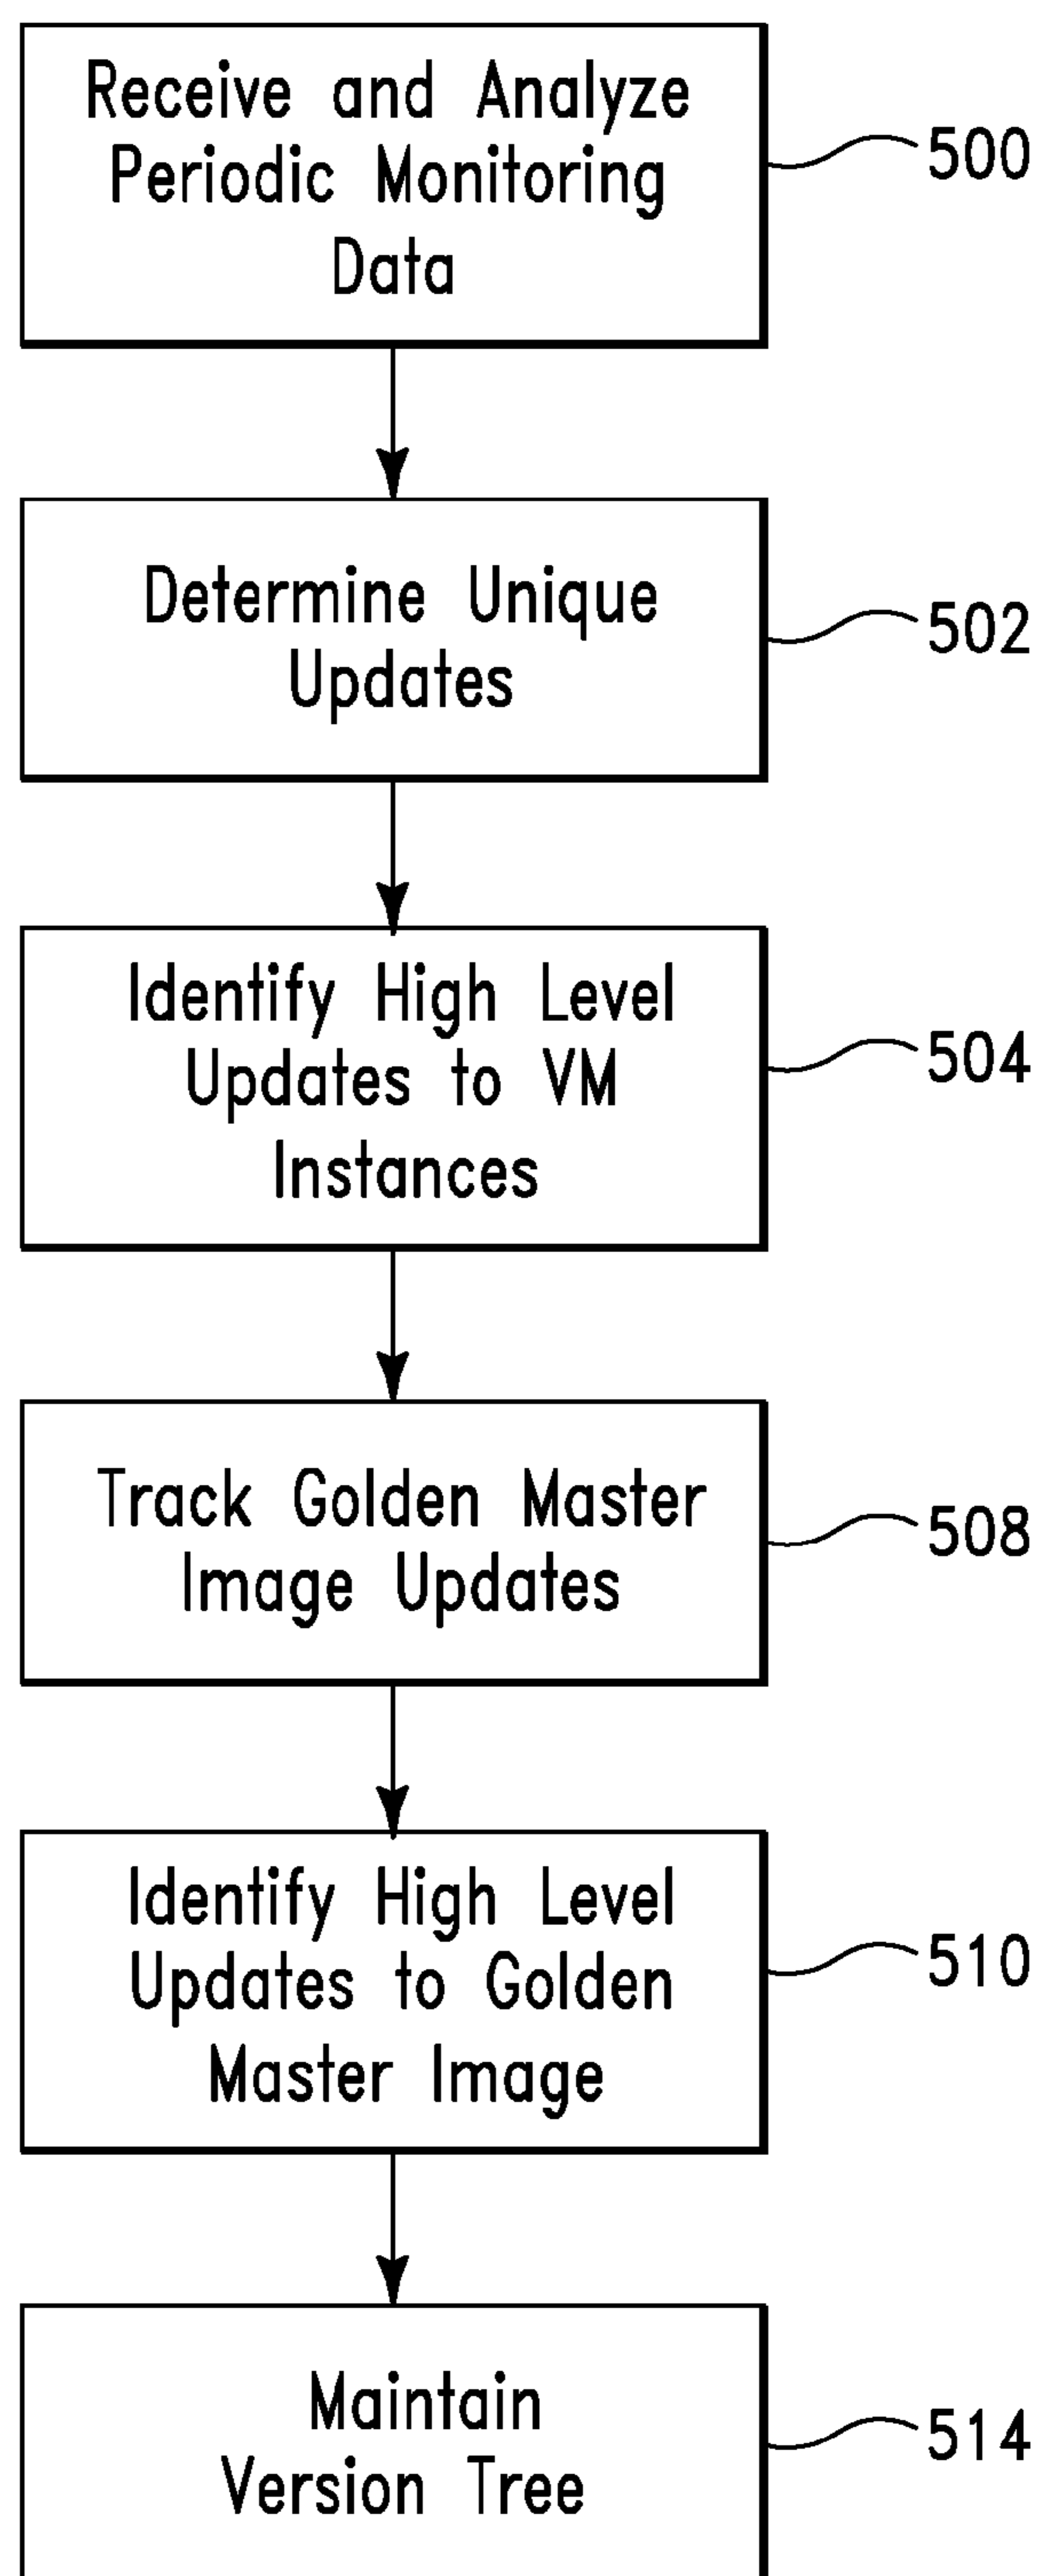 Receive and Analyze
Periodic Monitoring
Data
500
Determine Unique
Updates
502
Identify High Level
Updates to VM
Instances
504
Track Golden Master
Image Updates
508
Identify High Level
Updates to Golden
Master Image
510
Maintain
Version Tree
514